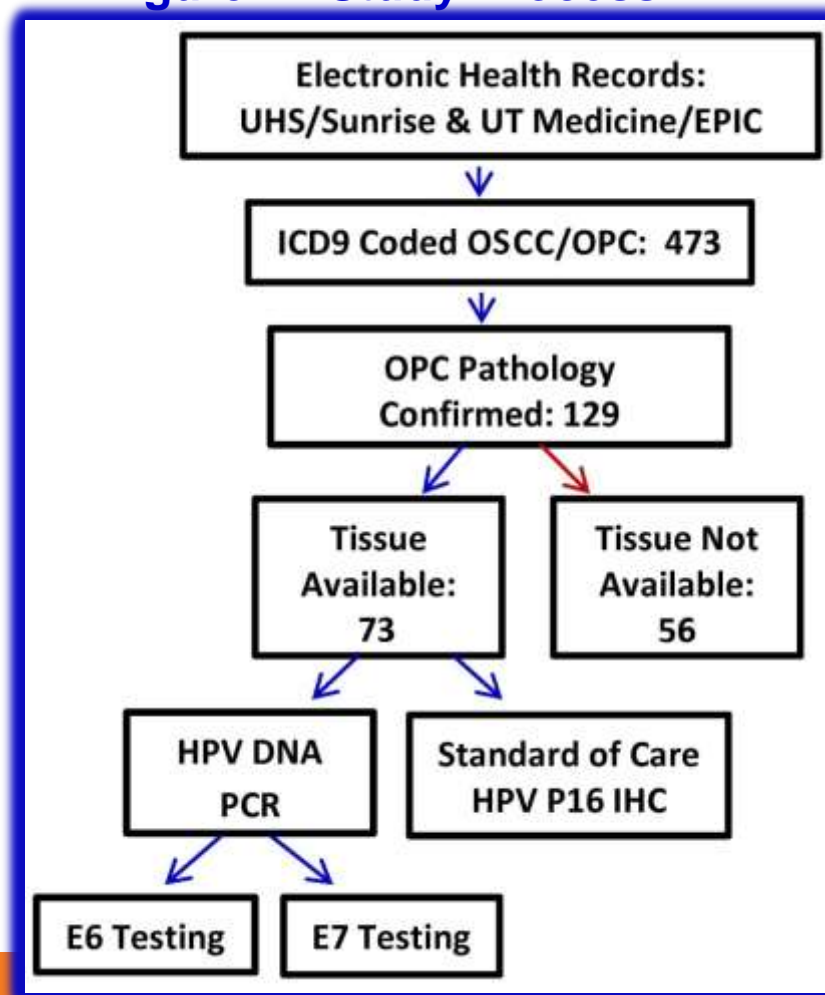 Electronic Health Records:
UHS/Sunrise & UT Medicine/EPIC
ICD9 Coded OSCC/OPC: 473
OPC Pathology
Confirmed: 129
Tissue
Available:
73
Tissue Not
Available:
56
HPV DNA
PCR
Standard of Care
HPV P16 IHC
E6 Testing
E7 Testing